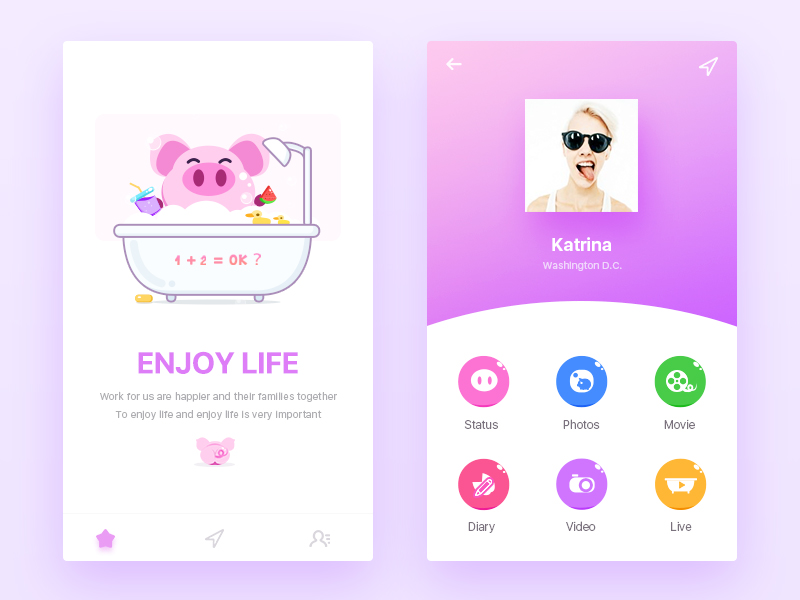 1 + 2 = OK ?
ENJOY LIFE
Work for us are happier and their families together
To enjoy life and enjoy life is very important
Katrina
Washington D.C.
Status
Photos
Movie
Diary
Video
Live